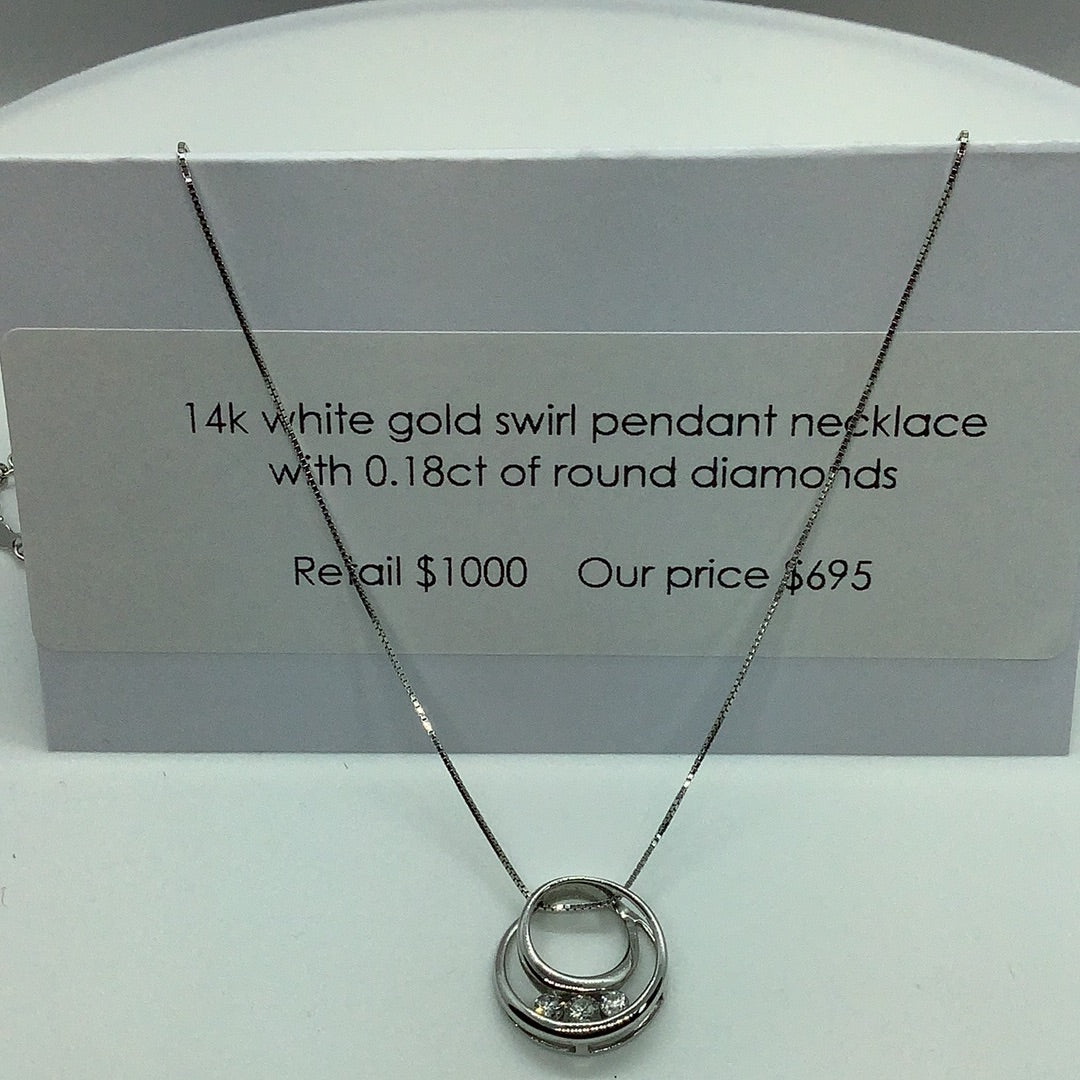 14k white gold swirl pendant necklace
with 0.18ct of round diamonds
Retail $1000 Our price $695